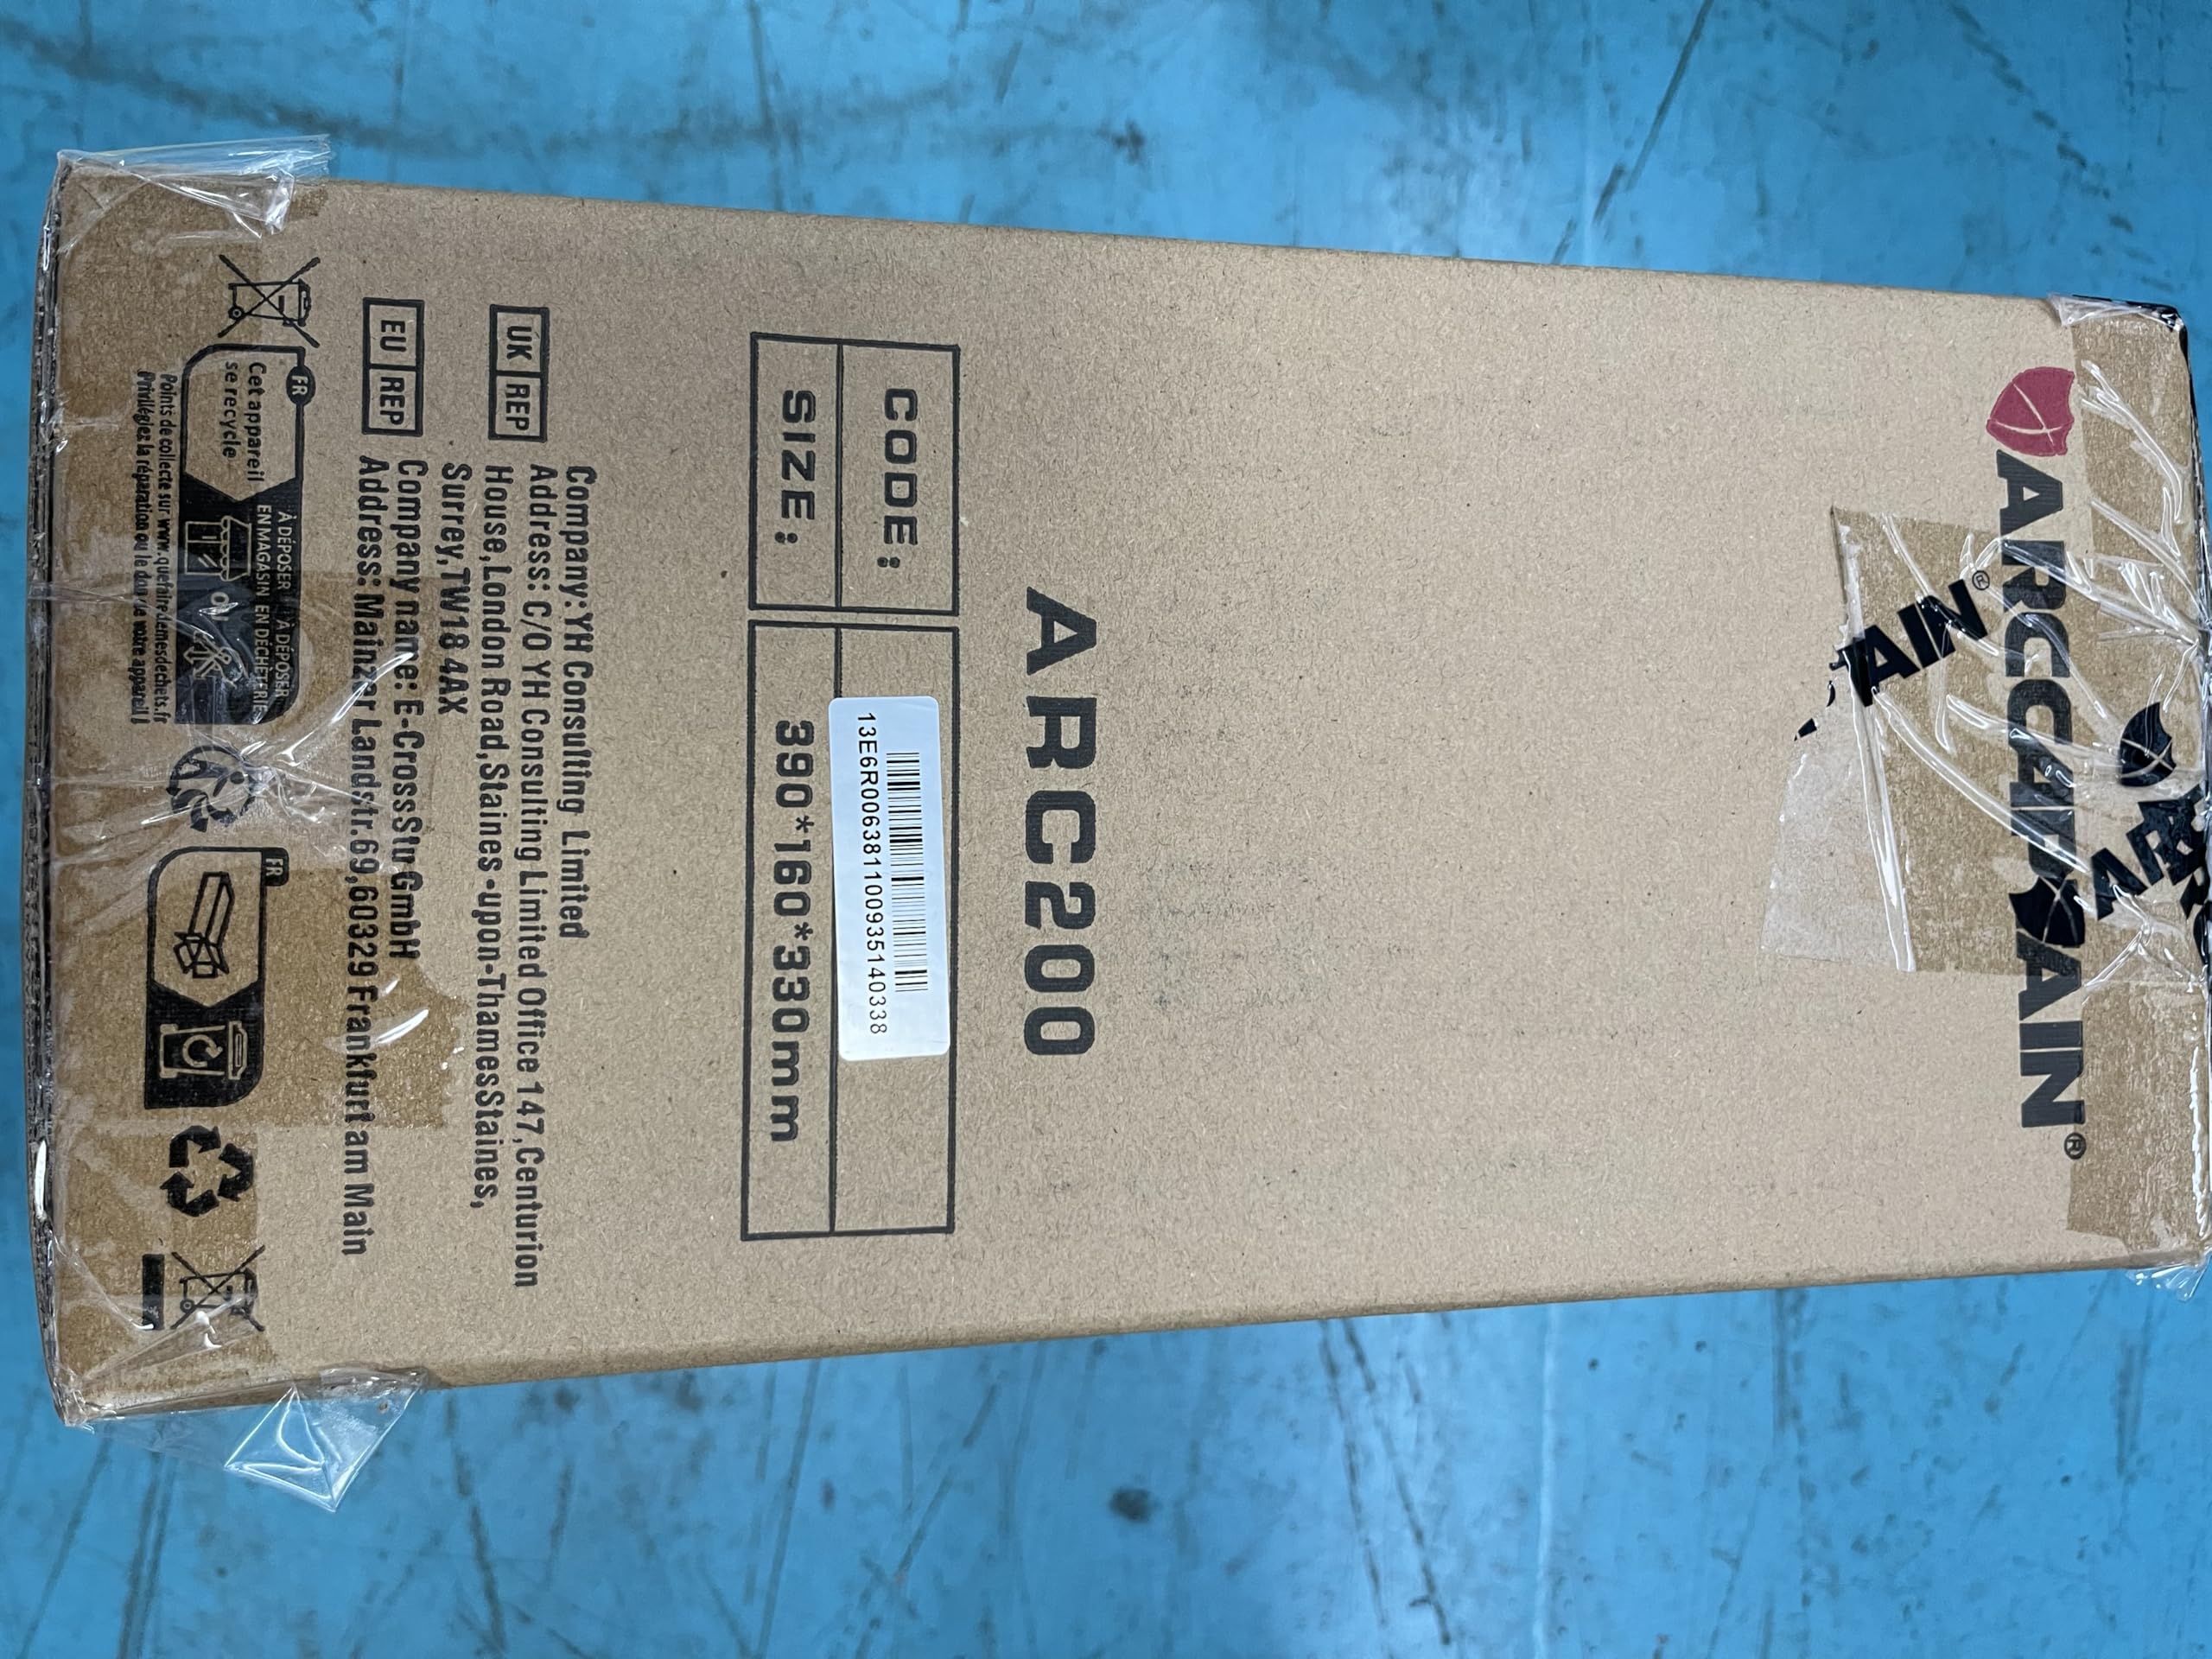 ARCCAPTAIN®
AIN®
ARC200
CODE:
13E6R006381100935140338
SIZE:
390*160*330mm
Company:YH Consulting Limited
UK REP
Address: C/O YH Consulting Limited Office 147,Centurion
House,London Road,Staines-upon-ThamesStaines,
Surrey,TW18 4AX
Company name: E-CrossStu GmbH
EU REP
Address: Mainzer Landstr.69,60329 Frankfurt am Main
FR
Cet appareil
se recycle
À DÉPOSER
EN MAGASIN
À DÉPOSER
EN DÉCHÈTERIE
FR
Points de collecte sur www.quefairedemesdechets.fr
Privilégiez la réparation ou le don de votre appareil !